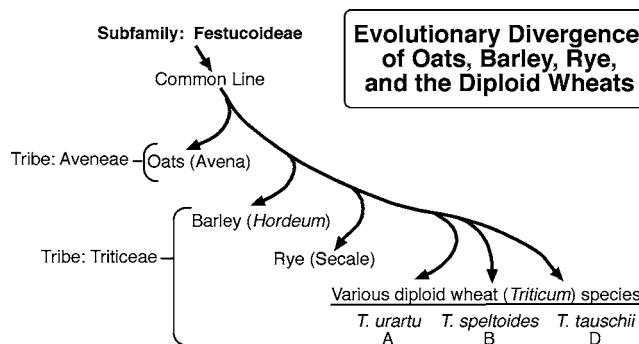 Subfamily: Festucoideae
Evolutionary Divergence
of Oats, Barley, Rye,
and the Diploid Wheats
Common Line
Tribe: Aveneae
Oats (Avena)
Barley (Hordeum)
Tribe: Triticeae
Rye (Secale)
Various diploid wheat (Triticum) species
T. urartu T. speltoides T. tauschii
A B D